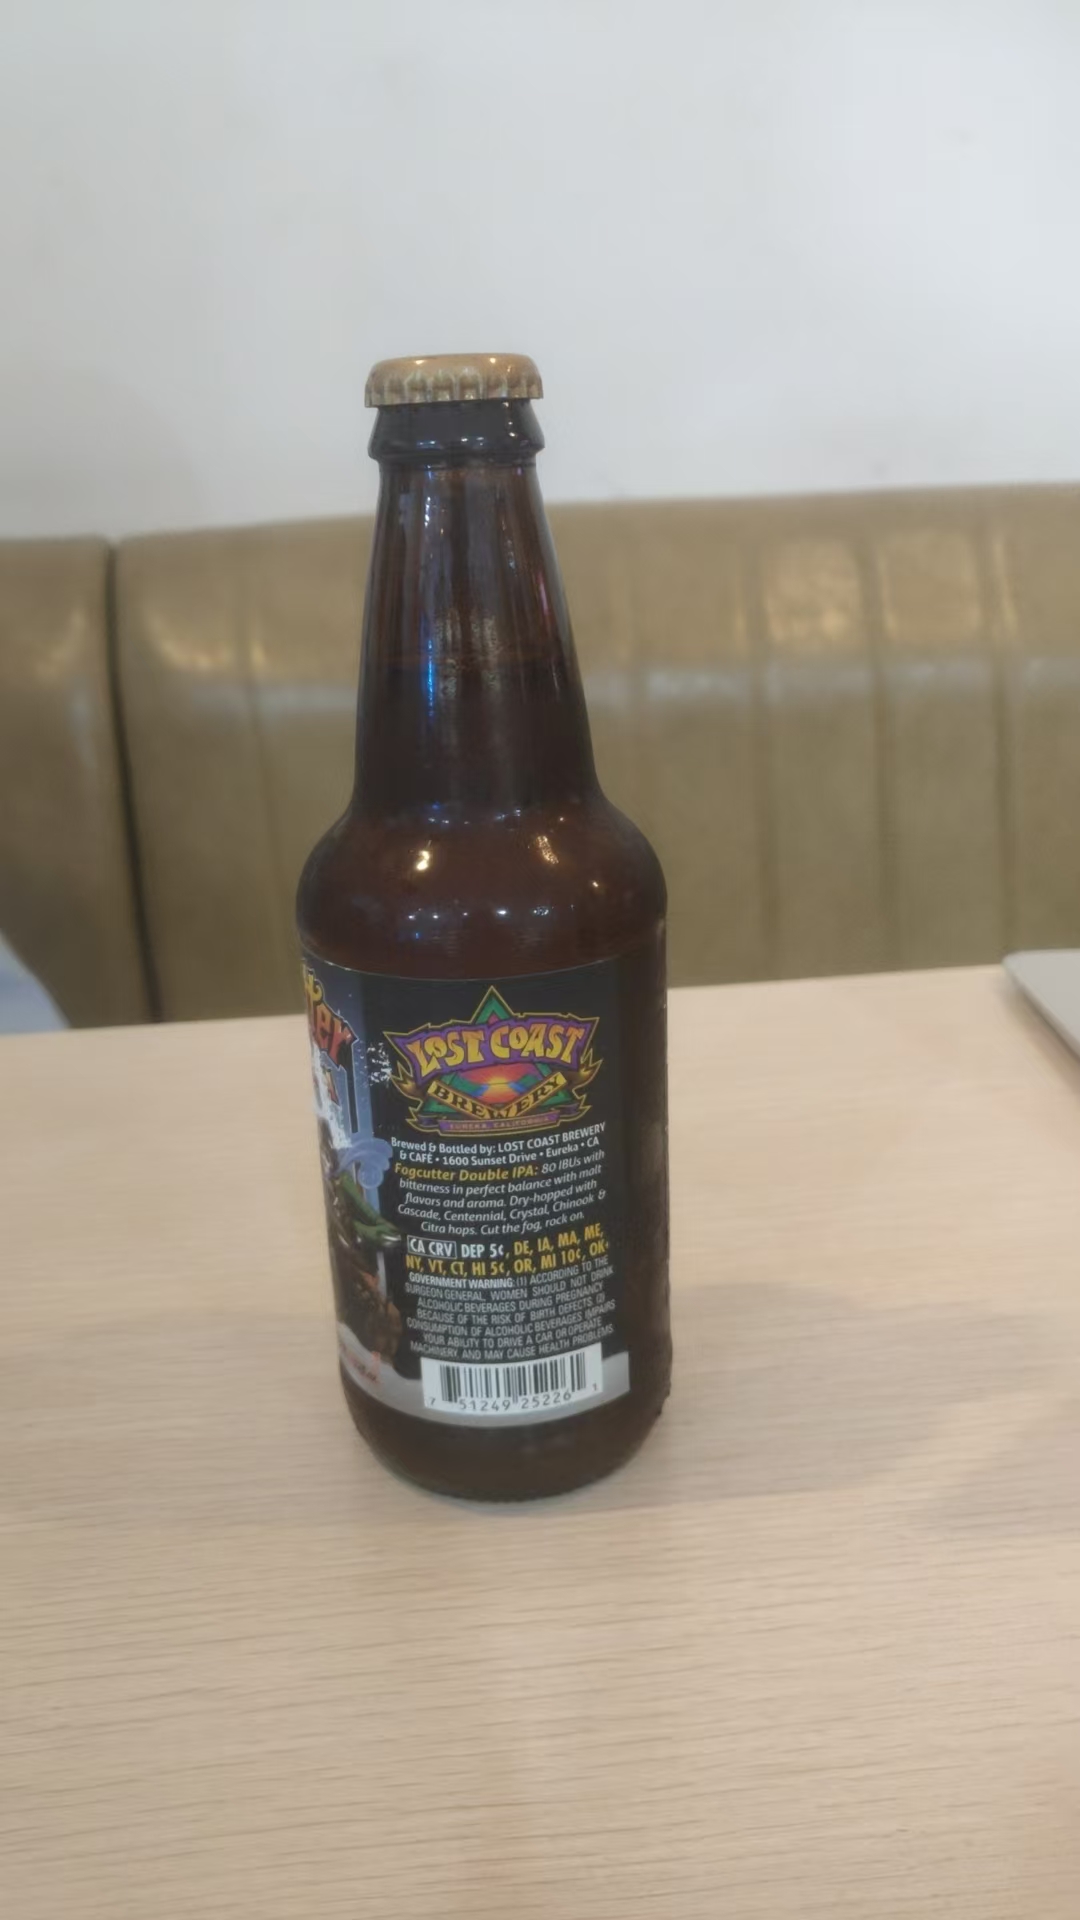 LOST COAST
BREWERY
EUREKA, CALIFORNIA
Brewed & Bottled by: LOST COAST BREWERY
& CAFÉ • 1600 Sunset Drive • Eureka • CA
Fogcutter Double IPA: 80 IBUs with
bitterness in perfect balance with malt
flavors and aroma. Dry-hopped with
Cascade, Centennial, Crystal, Chinook &
Citra hops. Cut the fog, rock on.
CA CRV DEP 5¢, DE, IA, MA, ME,
NY, VT, CT, HI 5¢, OR, MI 10¢, OK+
GOVERNMENT WARNING: (1) ACCORDING TO THE
SURGEON GENERAL, WOMEN SHOULD NOT DRINK
ALCOHOLIC BEVERAGES DURING PREGNANCY
BECAUSE OF THE RISK OF BIRTH DEFECTS. (2)
CONSUMPTION OF ALCOHOLIC BEVERAGES IMPAIRS
YOUR ABILITY TO DRIVE A CAR OR OPERATE
MACHINERY, AND MAY CAUSE HEALTH PROBLEMS.
7 51249 25226 1
tter